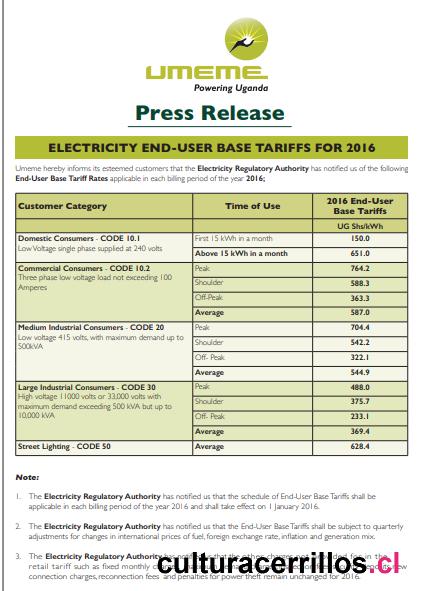 UMEME
Powering Uganda
Press Release
ELECTRICITY END-USER BASE TARIFFS FOR 2016
Umeme hereby informs its esteemed customers that the Electricity Regulatory Authority has notified us of the following
End-User Base Tariff Rates applicable in each billing period of the year 2016;
Customer Category Time of Use 2016 End-User
Base Tariffs
UG Shs/kWh
Domestic Consumers - CODE 10.1 First 15 kWh in a month 150.0
Low Voltage single phase supplied at 240 volts Above 15 kWh in a month 651.0
Commercial Consumers - CODE 10.2 Peak 764.2
Three phase low voltage load not exceeding 100 Shoulder 588.3
Amperes Off-Peak 363.3
Average 587.0
Medium Industrial Consumers - CODE 20 Peak 704.4
Low voltage 415 volts, with maximum demand up to Shoulder 542.2
500kVA Off- Peak 322.1
Average 544.9
Large Industrial Consumers - CODE 30 Peak 488.0
High voltage 11000 volts or 33,000 volts with Shoulder 375.7
maximum demand exceeding 500 kVA but up to
10,000 kVA Off- Peak 233.1
Average 369.4
Street Lighting - CODE 50 Average 628.4
Note:
1. The Electricity Regulatory Authority has notified us that the schedule of End-User Base Tariffs shall be
applicable in each billing period of the year 2016 and shall take effect on 1 January 2016.
2. The Electricity Regulatory Authority has notified us that the End-User Base Tariffs shall be subject to quarterly
adjustments for changes in international prices of fuel, foreign exchange rate, inflation and generation mix.
3. The Electricity Regulatory Authority has notified us that the other charges not provided for in the
retail tariff such as fixed monthly new
connection charges, reconnection fees and penalties for power theft remain unchanged for 2016.
culturacerrillos.cl